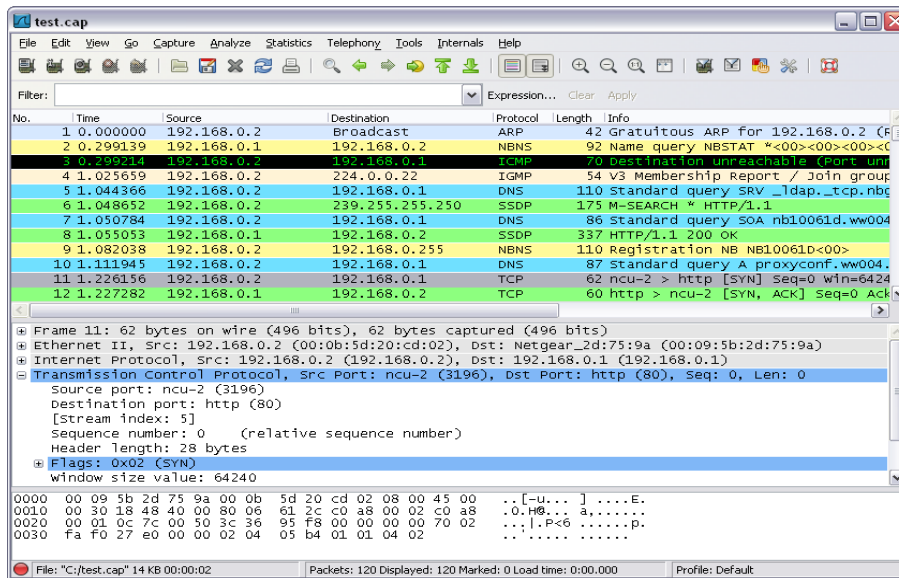 test.cap
File Edit View Go Capture Analyze Statistics Telephony Tools Internals Help
Filter: Expression... Clear Apply
No. Time Source Destination Protocol Length Info
1 0.000000 192.168.0.2 Broadcast ARP 42 Gratuitous ARP for 192.168.0.2
2 0.299139 192.168.0.1 192.168.0.2 NBNS 92 Name query NBSTAT *<00><00><00>
3 0.299214 192.168.0.2 192.168.0.1 ICMP 70 Destination unreachable (Port
4 1.025659 192.168.0.2 224.0.0.22 IGMP 54 V3 Membership Report / Join group
5 1.044366 192.168.0.2 192.168.0.1 DNS 110 Standard query SRV _ldap._tcp.nbg
6 1.048652 192.168.0.2 239.255.255.250 SSDP 175 M-SEARCH * HTTP/1.1
7 1.050784 192.168.0.2 192.168.0.1 DNS 86 Standard query SOA nb10061d.ww004
8 1.055053 192.168.0.1 192.168.0.2 SSDP 337 HTTP/1.1 200 OK
9 1.082038 192.168.0.2 192.168.0.255 NBNS 110 Registration NB NB10061D<00>
10 1.111945 192.168.0.2 192.168.0.1 DNS 87 Standard query A proxyconf.ww004.
11 1.226156 192.168.0.2 192.168.0.1 TCP 62 ncu-2 > http [SYN] Seq=0 Win=6424
12 1.227282 192.168.0.1 192.168.0.2 TCP 60 http > ncu-2 [SYN, ACK] Seq=0 Ack
Frame 11: 62 bytes on wire (496 bits), 62 bytes captured (496 bits)
Ethernet II, Src: 192.168.0.2 (00:0b:5d:20:cd:02), Dst: Netgear_2d:75:9a (00:09:5b:2d:75:9a)
Internet Protocol, Src: 192.168.0.2 (192.168.0.2), Dst: 192.168.0.1 (192.168.0.1)
Transmission Control Protocol, Src Port: ncu-2 (3196), Dst Port: http (80), Seq: 0, Len: 0
Source port: ncu-2 (3196)
Destination port: http (80)
[Stream index: 5]
Sequence number: 0 (relative sequence number)
Header length: 28 bytes
Flags: 0x02 (SYN)
Window size value: 64240
0000 00 09 5b 2d 75 9a 00 0b 5d 20 cd 02 08 00 45 00 ..[-u... ] ....E.
0010 00 30 18 48 40 00 80 06 61 2c c0 a8 00 02 c0 a8 .0.H@... a,......
0020 00 01 0c 7c 00 50 3c 36 95 f8 00 00 00 00 70 02 ...|.P<6 ......p.
0030 fa f0 27 e0 00 00 02 04 05 b4 01 01 04 02 ..'..... ......
File: "C:/test.cap" 14 KB 00:00:02 Packets: 120 Displayed: 120 Marked: 0 Load time: 0:00.000 Profile: Default